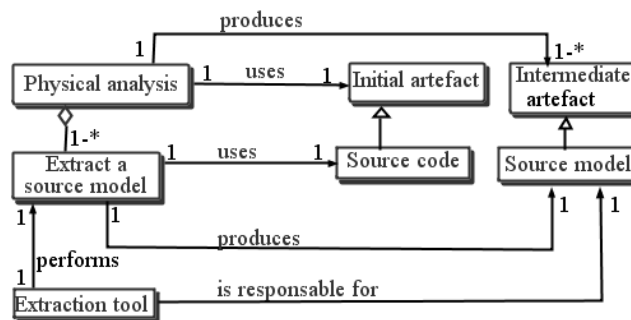 produces
1
1-*
Physical analysis
1
uses
1
Initial artefact
Intermediate
artefact
1-*
Extract a
source model
1
uses
1
Source code
Source model
1
1
1
1
produces
performs
1
Extraction tool
is responsable for